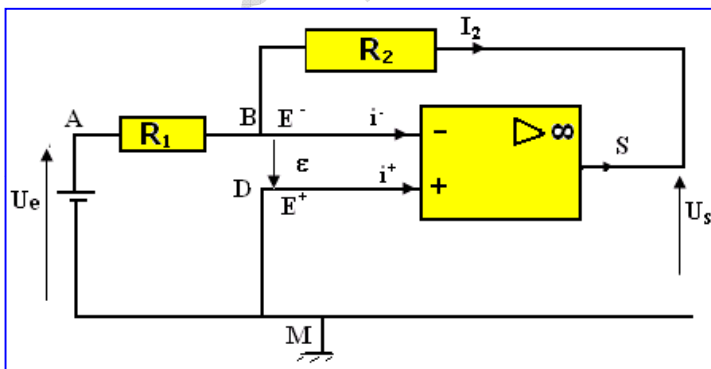 I₂
R₂
A
R₁
B
E⁻
i⁻
-
▷ ∞
S
ε
D
E⁺
i⁺
+
Ue
Us
M